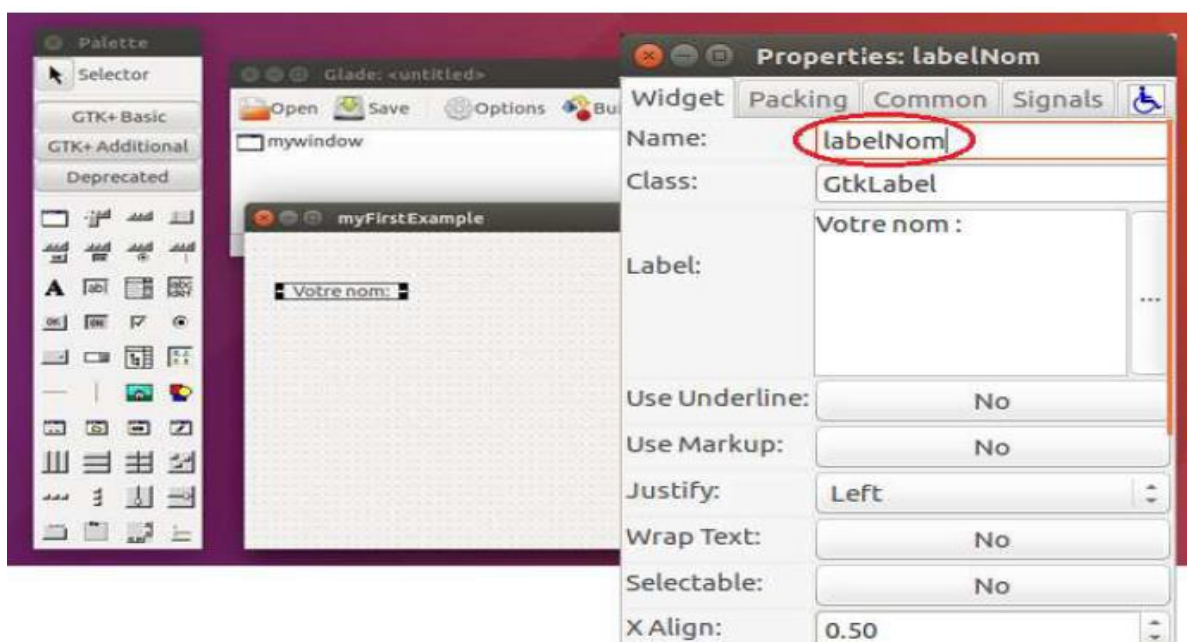 Palette
Selector
GTK+ Basic
GTK+ Additional
Deprecated
Glade: <untitled>
Open Save Options Bu
mywindow
myFirstExample
Votre nom:
Properties: labelNom
Widget Packing Common Signals
Name: labelNom
Class: GtkLabel
Label: Votre nom :
...
Use Underline: No
Use Markup: No
Justify: Left
Wrap Text: No
Selectable: No
X Align: 0.50